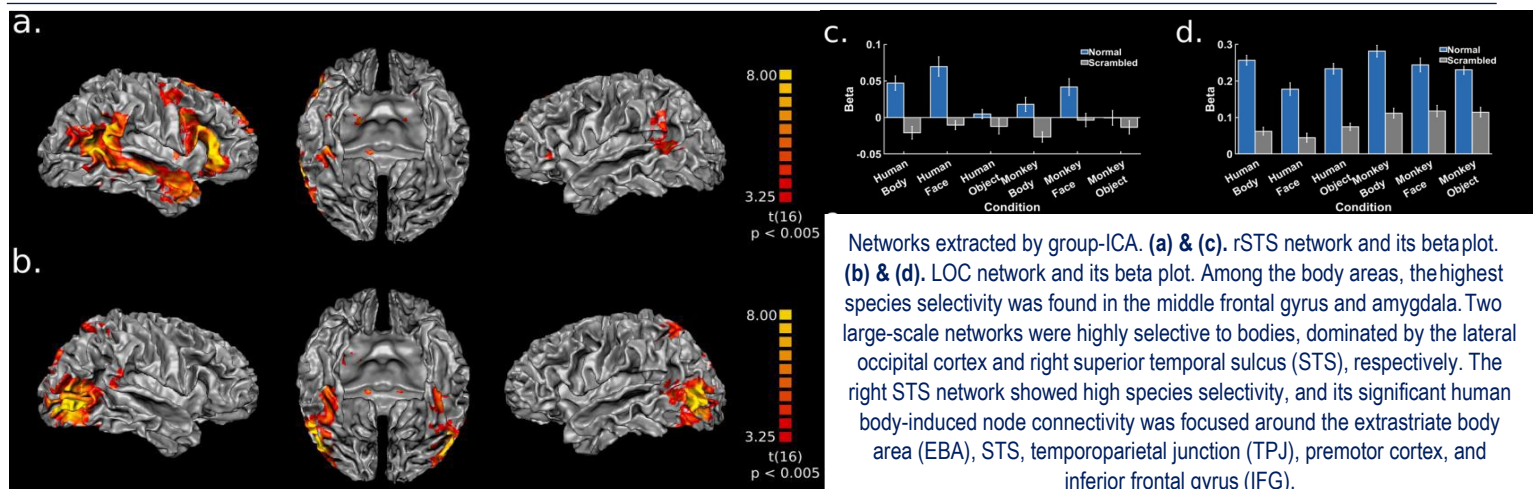 a.
8.00
3.25
t(16)
p < 0.005
b.
8.00
3.25
t(16)
p < 0.005
c.
0.1
0.05
0
-0.05
Beta
Normal
Scrambled
Human Body
Human Face
Human Object
Monkey Body
Monkey Face
Monkey Object
Condition
d.
0.3
0.2
0.1
0
Beta
Normal
Scrambled
Human Body
Human Face
Human Object
Monkey Body
Monkey Face
Monkey Object
Condition
Networks extracted by group-ICA. (a) & (c). rSTS network and its betaplot.
(b) & (d). LOC network and its beta plot. Among the body areas, thehighest
species selectivity was found in the middle frontal gyrus and amygdala. Two
large-scale networks were highly selective to bodies, dominated by the lateral
occipital cortex and right superior temporal sulcus (STS), respectively. The
right STS network showed high species selectivity, and its significant human
body-induced node connectivity was focused around the extrastriate body
area (EBA), STS, temporoparietal junction (TPJ), premotor cortex, and
inferior frontal gyrus (IFG).